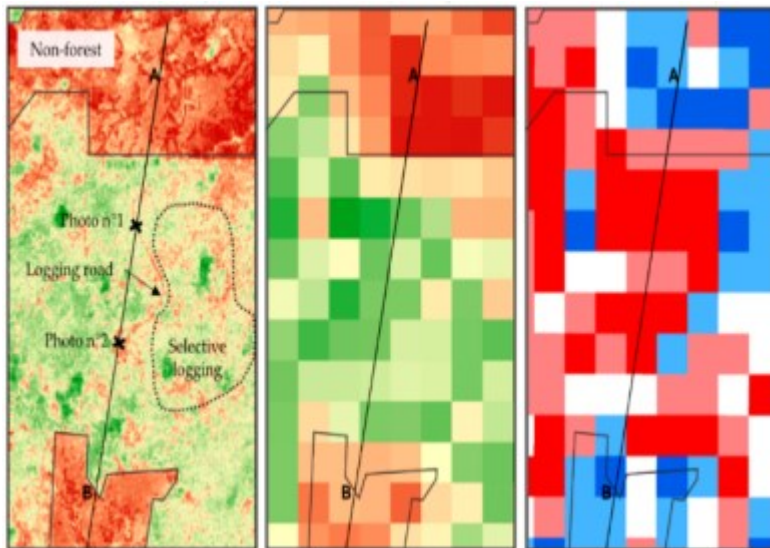 Non-forest
A
Photo n°1
Logging road
Photo n°2
Selective
logging
B
A
B
A
B